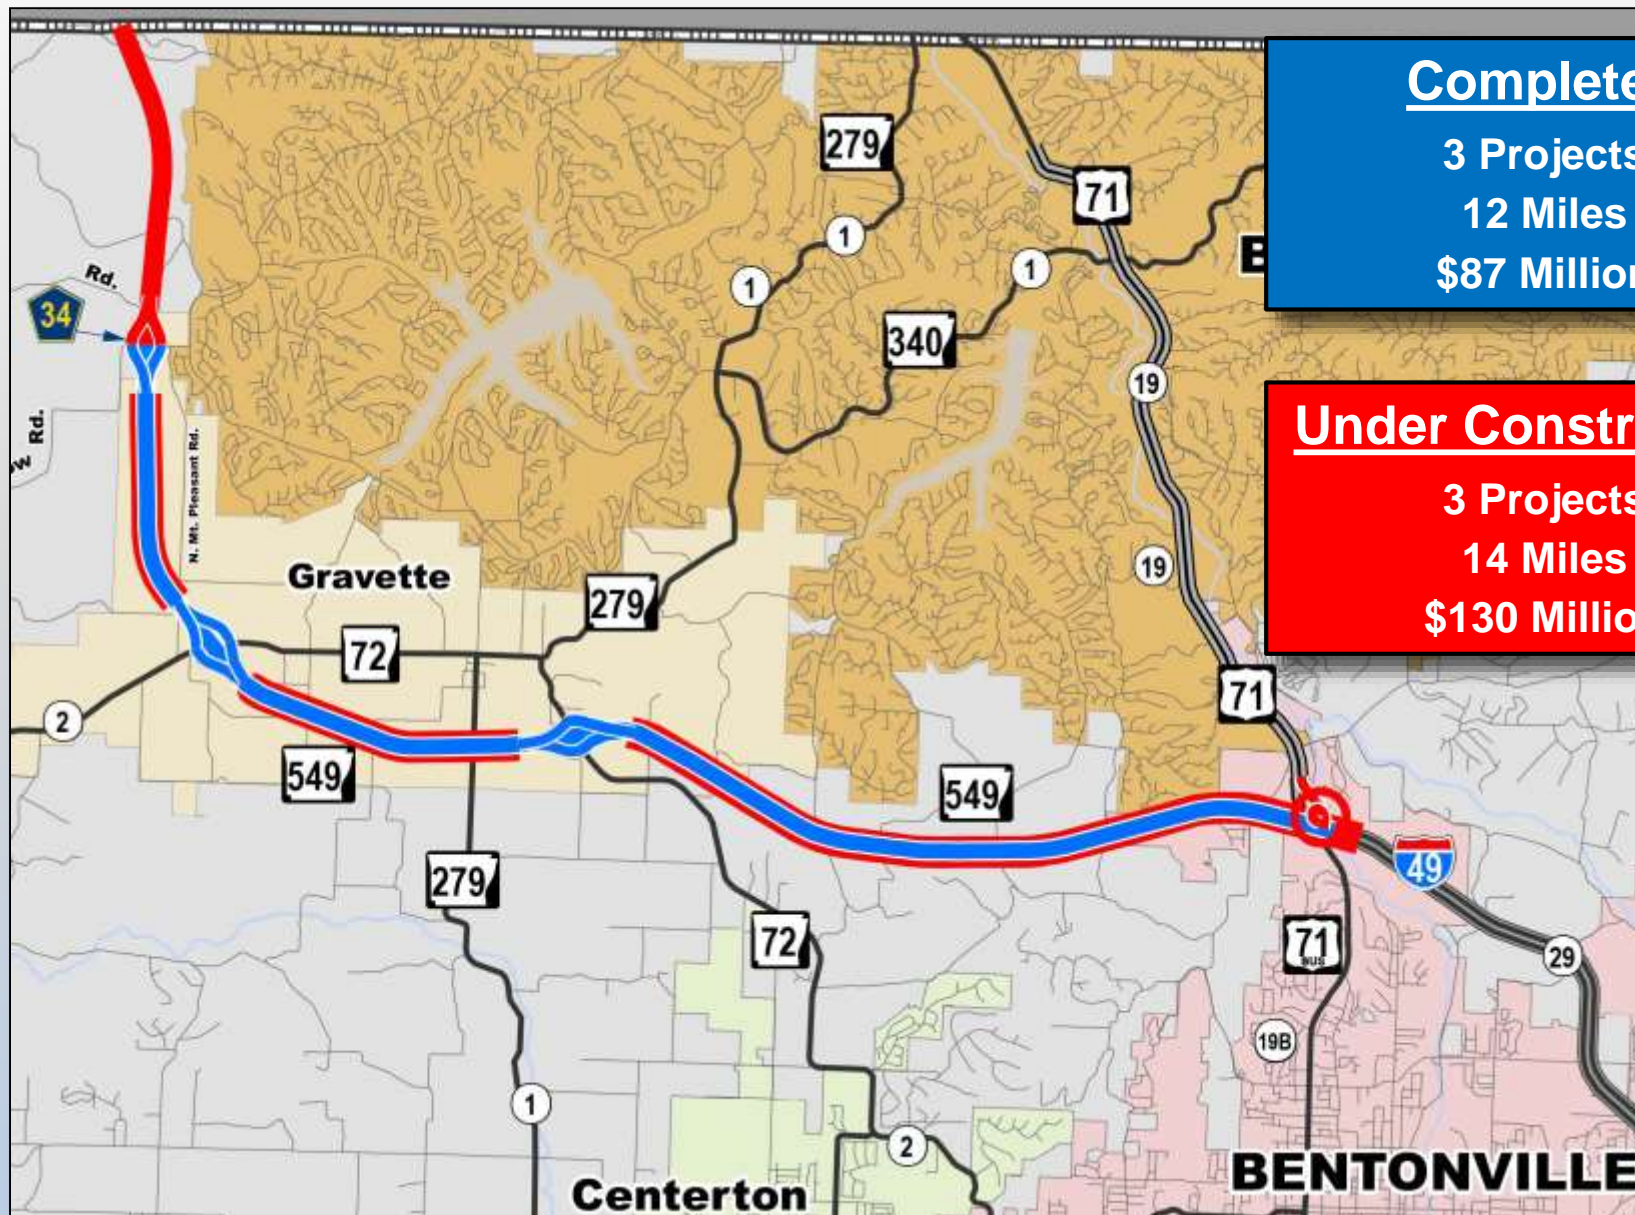 Complete
3 Projects
12 Miles
$87 Million
279
71
1
1
1
B
Rd.
34
340
19
Under Constr
3 Projects
14 Miles
$130 Millio
Rd.
N. Mt. Pleasant Rd.
19
Gravette
279
72
71
2
549
549
49
279
72
71
BUS
29
19B
1
2
BENTONVILLE
Centerton